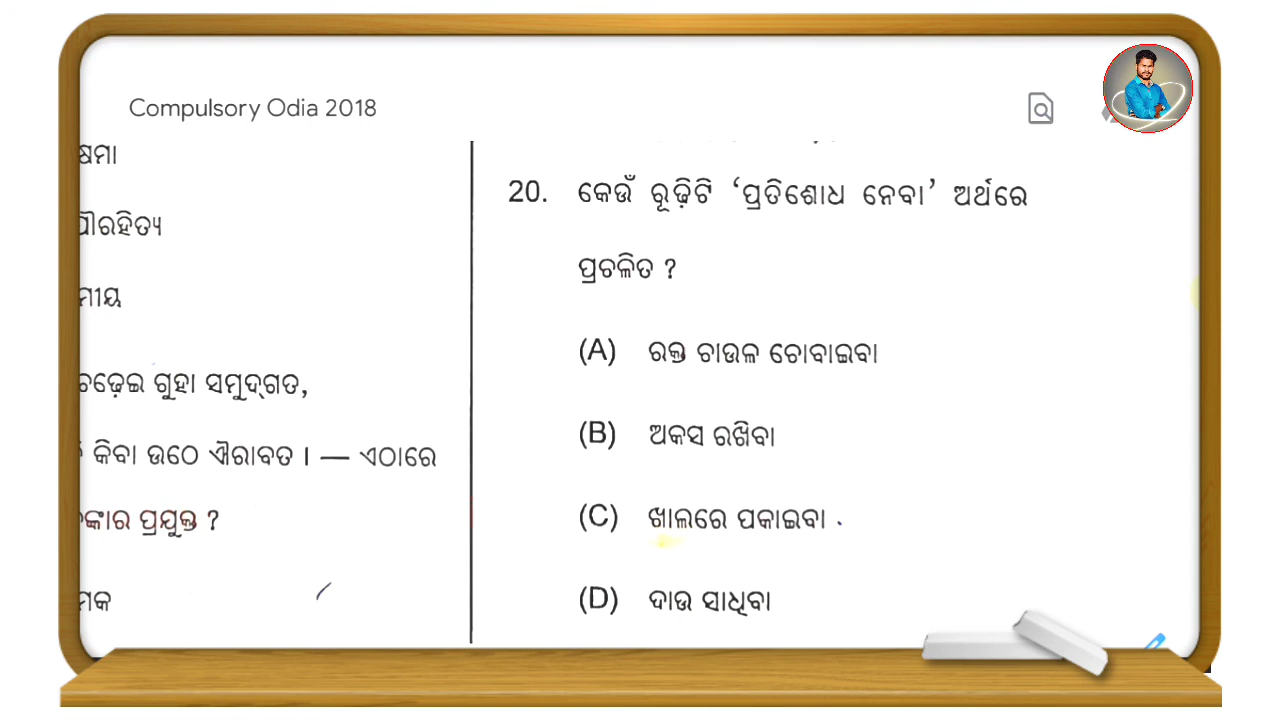 Compulsory Odia 2018
ଷମା
ପୌରହିତ୍ୟ
ମୀୟ
ଚଢ଼େଇ ଗୁହା ସମୁଦ୍‌ଗତ,
କିବା ଉଠେ ଐରାବତ । — ଏଠାରେ
ଙ୍କାର ପ୍ରଯୁକ୍ତ ?
ମକ
20. କେଉଁ ରୂଢ଼ିଟି ‘ପ୍ରତିଶୋଧ ନେବା’ ଅର୍ଥରେ
ପ୍ରଚଳିତ ?
(A) ରକ୍ତ ଚାଉଳ ଚୋବାଇବା
(B) ଅକସ ରଖିବା
(C) ଖାଲରେ ପକାଇବା
(D) ଦାଉ ସାଧିବା